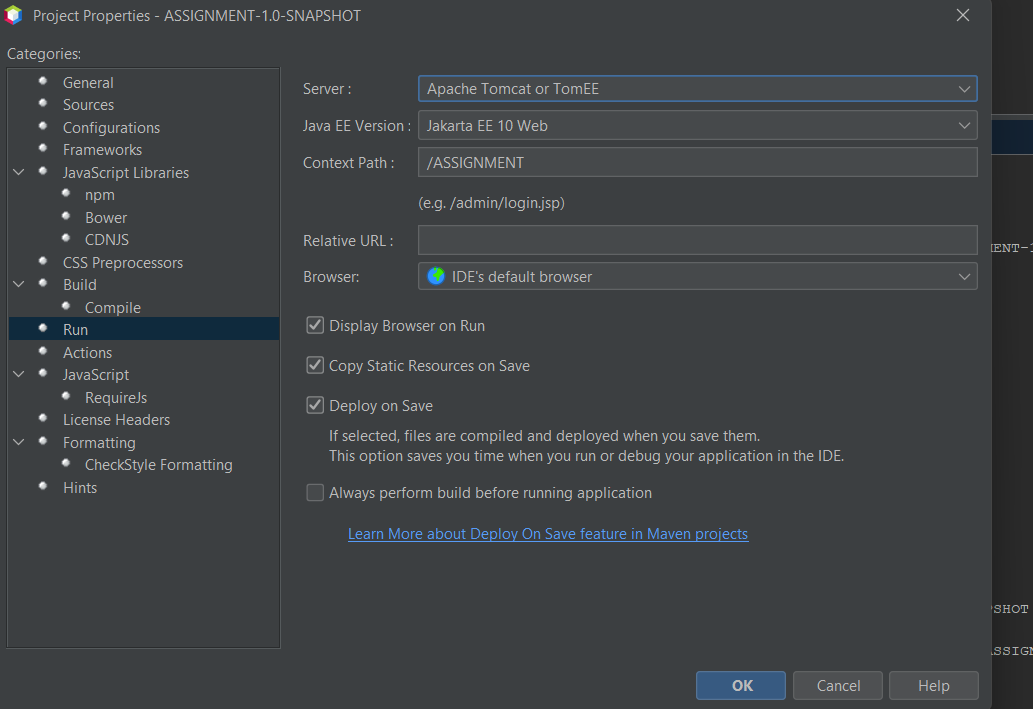 Project Properties - ASSIGNMENT-1.0-SNAPSHOT
Categories:
General
Sources
Configurations
Frameworks
JavaScript Libraries
npm
Bower
CDNJS
CSS Preprocessors
Build
Compile
Run
Actions
JavaScript
RequireJs
License Headers
Formatting
CheckStyle Formatting
Hints
Server : Apache Tomcat or TomEE
Java EE Version : Jakarta EE 10 Web
Context Path : /ASSIGNMENT
(e.g. /admin/login.jsp)
Relative URL :
Browser: IDE's default browser
Display Browser on Run
Copy Static Resources on Save
Deploy on Save
If selected, files are compiled and deployed when you save them.
This option saves you time when you run or debug your application in the IDE.
Always perform build before running application
Learn More about Deploy On Save feature in Maven projects
OK Cancel Help